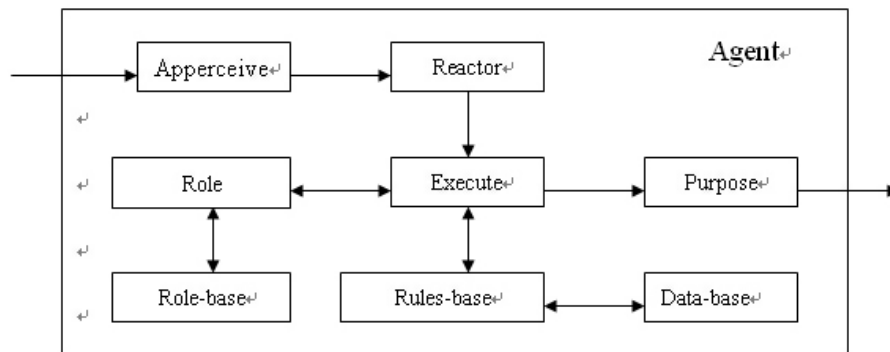 Agent
Apperceive
Reactor
Role
Execute
Purpose
Role-base
Rules-base
Data-base